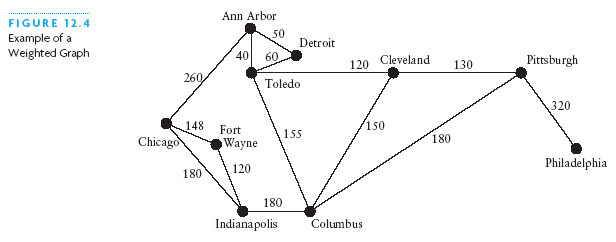 FIGURE 12.4
Example of a
Weighted Graph
Ann Arbor
50
Detroit
40
60
Toledo
120
Cleveland
130
Pittsburgh
260
320
148
Fort
Wayne
Chicago
155
150
180
Philadelphia
180
120
180
Indianapolis
Columbus